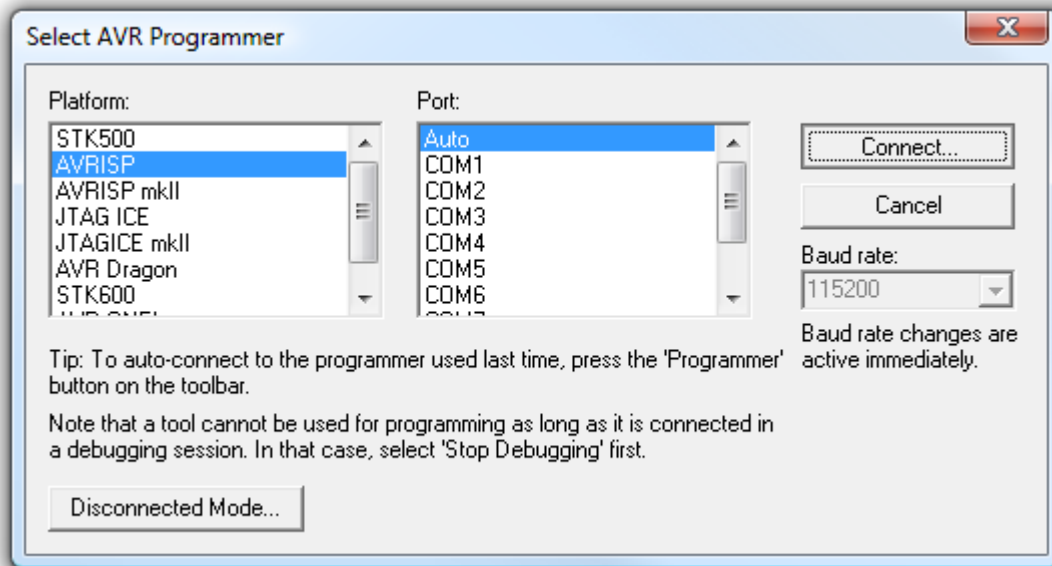 Select AVR Programmer
Platform:
STK500
AVRISP
AVRISP mkII
JTAG ICE
JTAGICE mkII
AVR Dragon
STK600
Port:
Auto
COM1
COM2
COM3
COM4
COM5
COM6
Connect...
Cancel
Baud rate:
115200
Baud rate changes are
active immediately.
Tip: To auto-connect to the programmer used last time, press the 'Programmer'
button on the toolbar.
Note that a tool cannot be used for programming as long as it is connected in
a debugging session. In that case, select 'Stop Debugging' first.
Disconnected Mode...